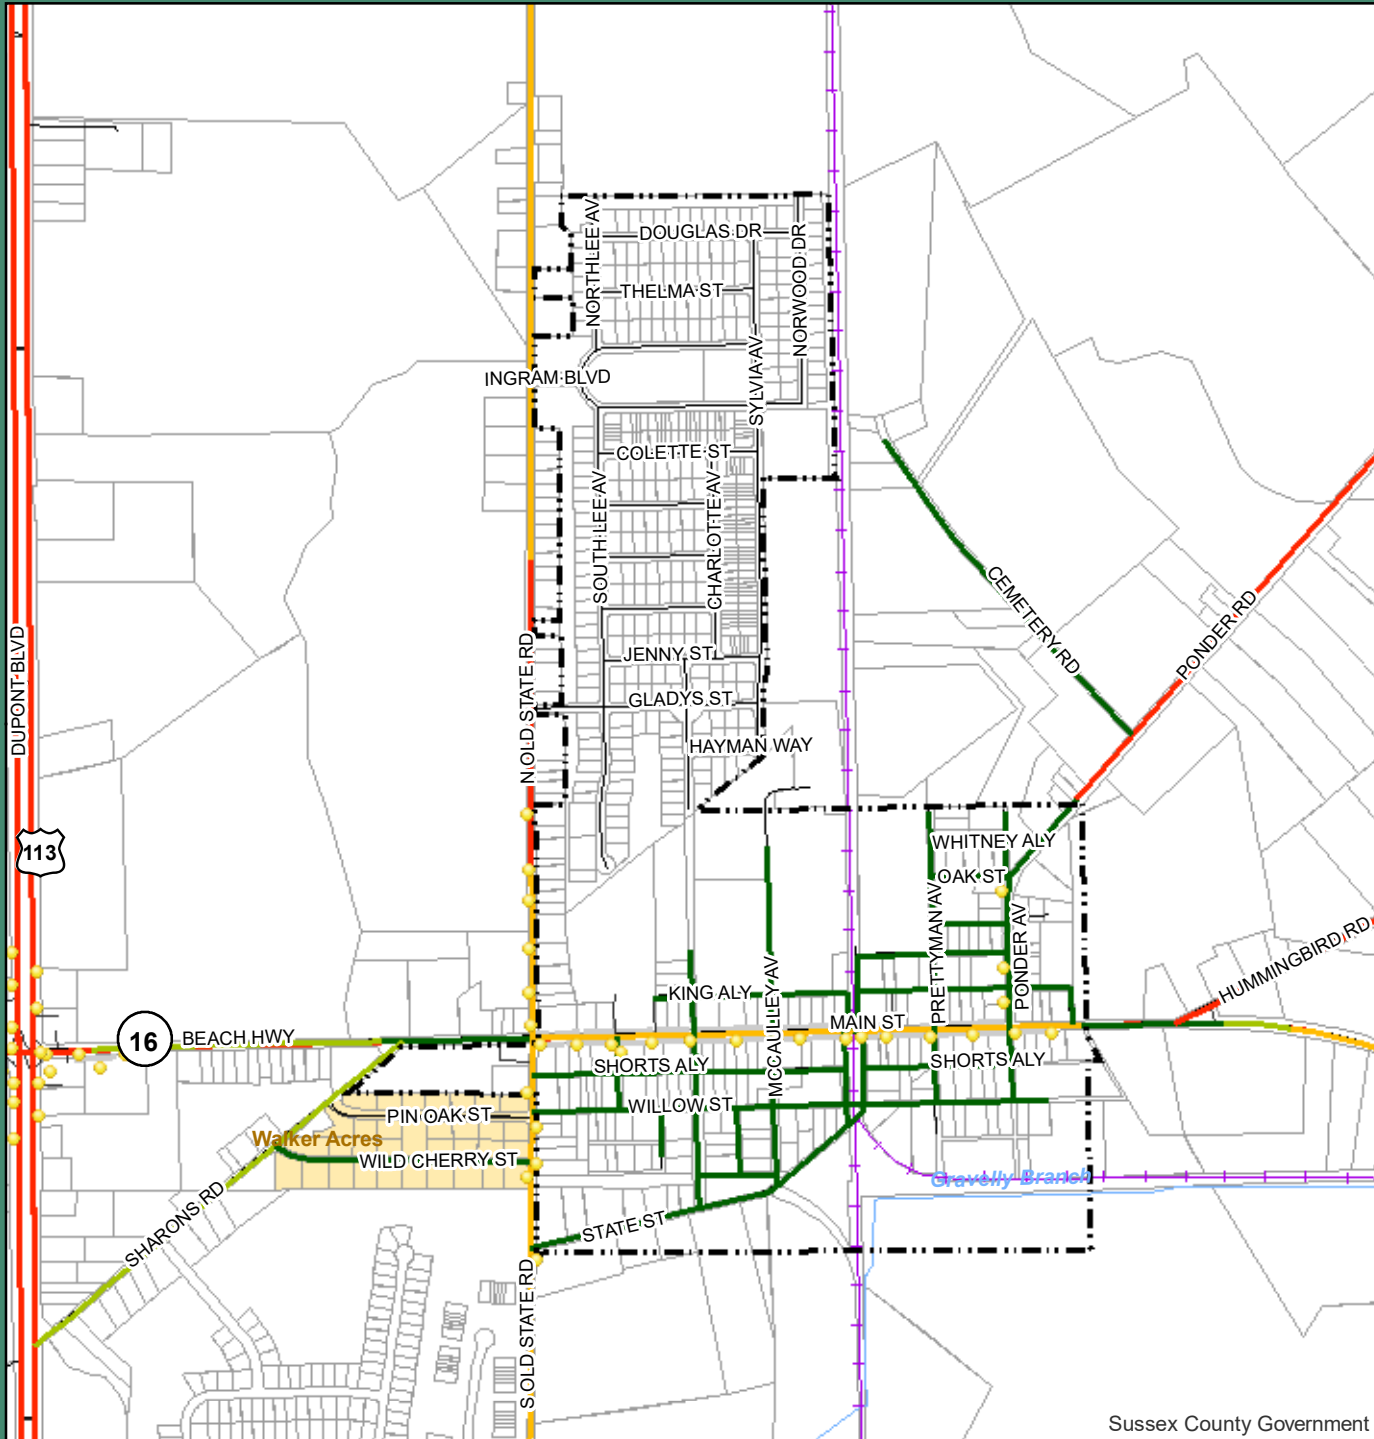 NORTHLEE AV
DOUGLAS DR
NORWOOD DR
THELMA ST
INGRAM BLVD
SYLVIA AV
COLETTE ST
SOUTH LEE AV
CHARLOTTE AV
CEMETERY RD
PONDER RD
DUPONT BLVD
N OLD STATE RD
JENNY ST
GLADYS ST
HAYMAN WAY
113
WHITNEY ALY
OAK ST
PRETTYMAN AV
PONDER AV
HUMMINGBIRD RD
KING ALY
MCCAULLEY AV
MAIN ST
16
BEACH HWY
SHORTS ALY
SHORTS ALY
WILLOW ST
PIN OAK ST
Walker Acres
WILD CHERRY ST
Gravelly Branch
SHARONS RD
STATE ST
S OLD STATE RD
Sussex County Government